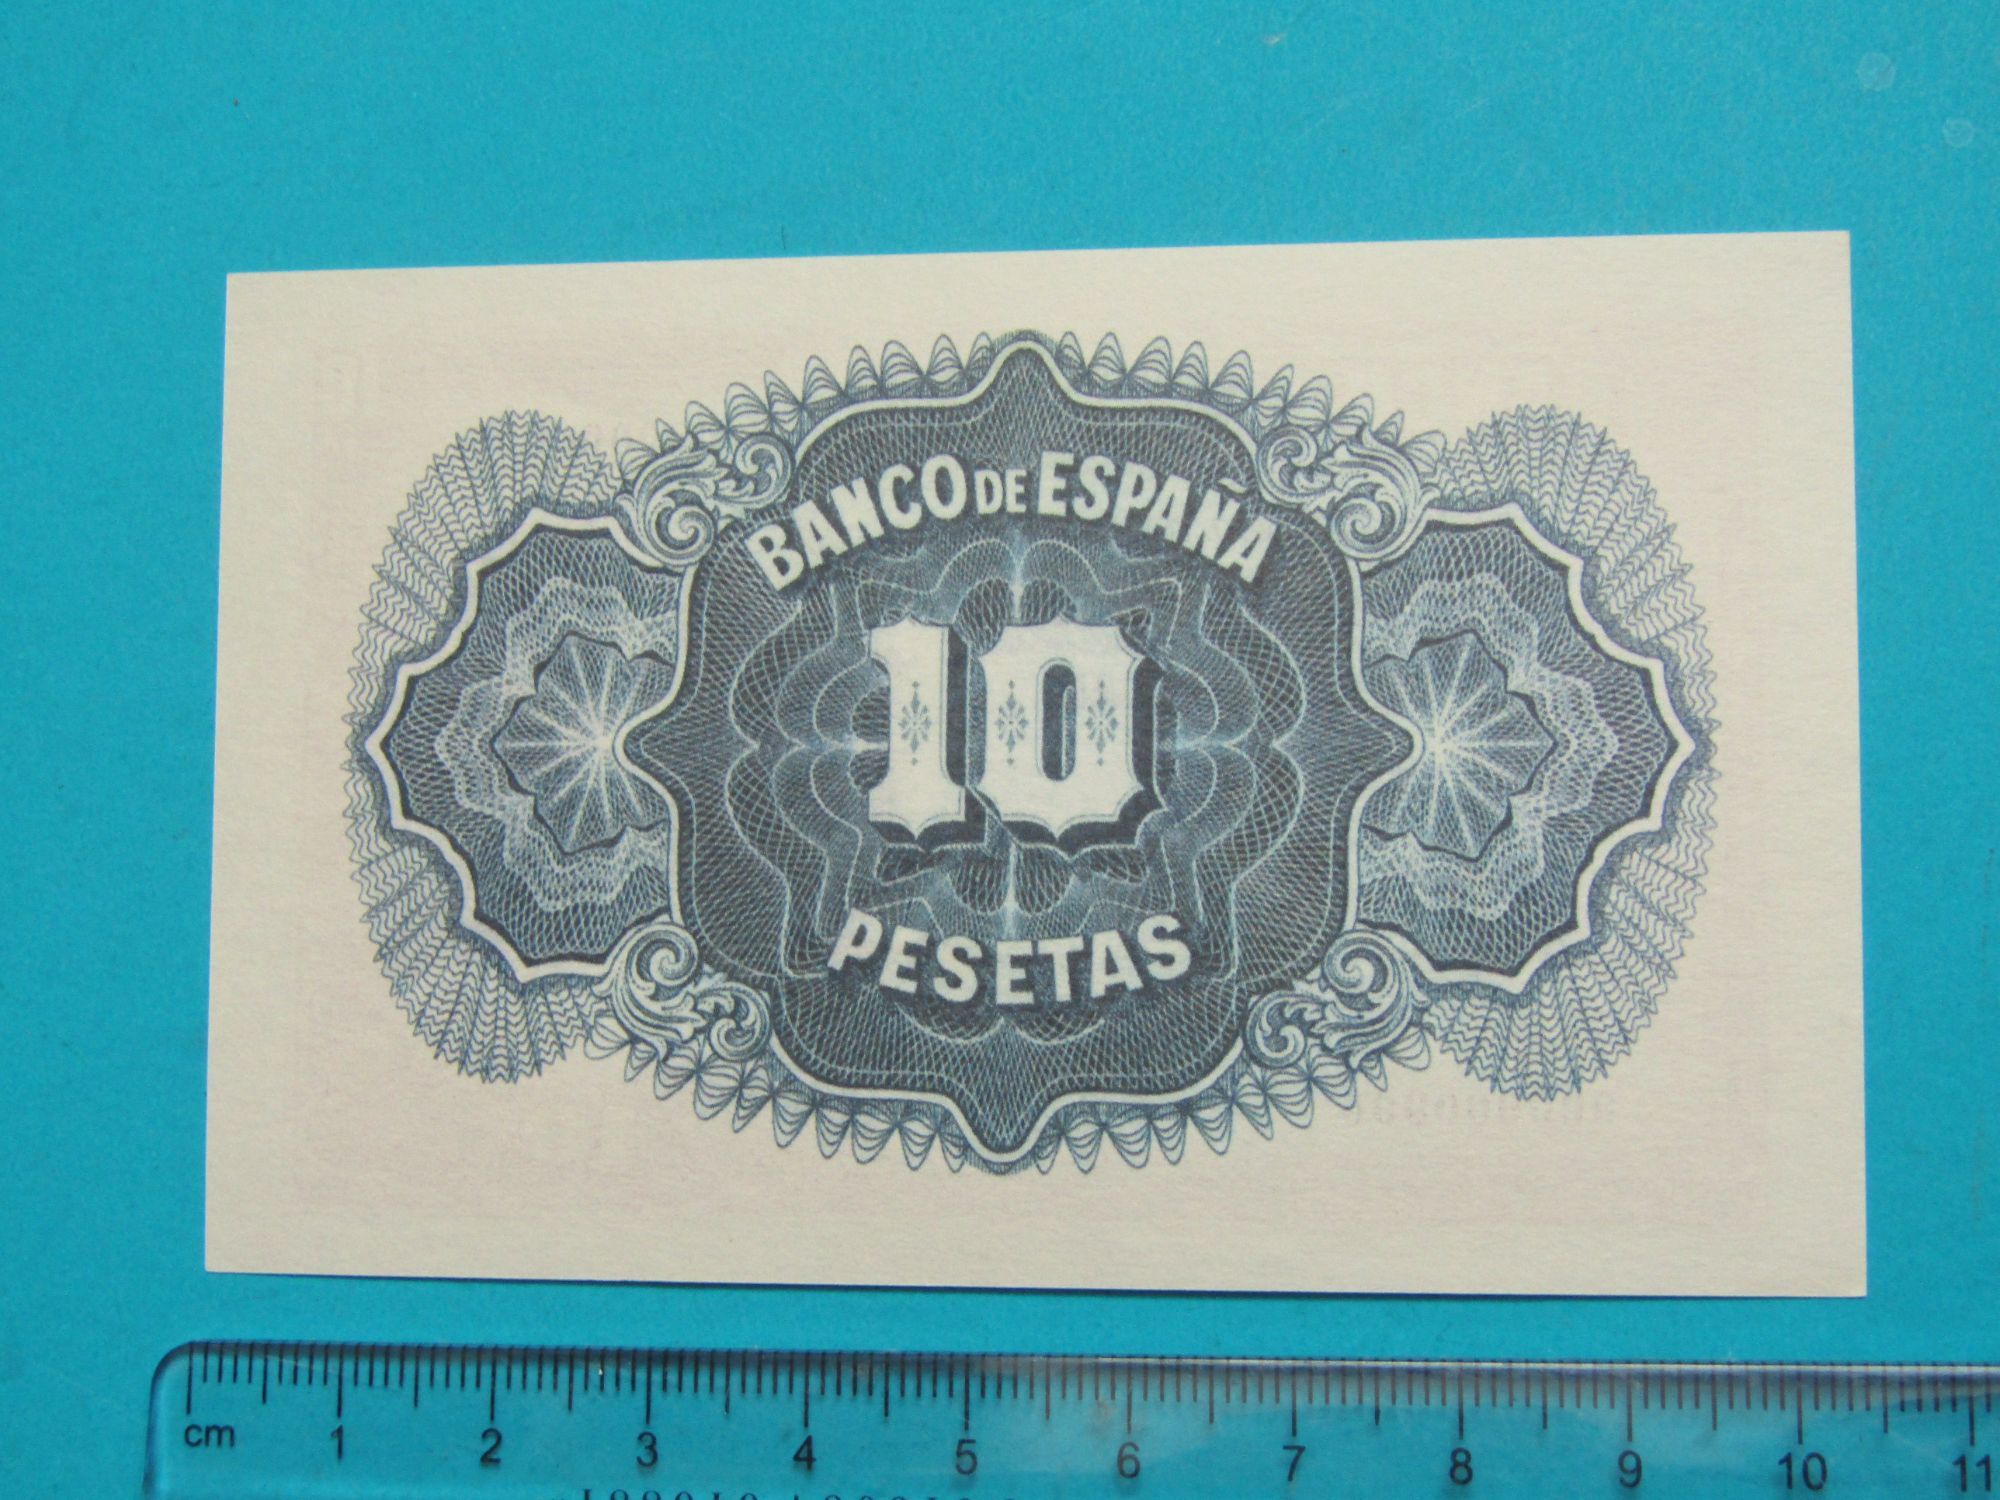 BANCO DE ESPAÑA
10
PESETAS
cm 1 2 3 4 5 6 7 8 9 10 11